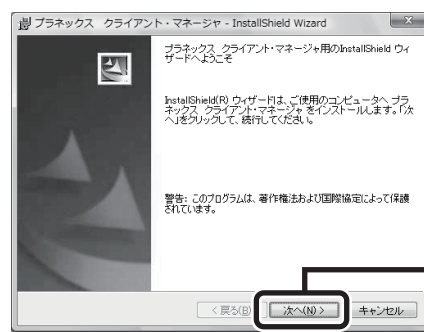 プラネックス クライアント・マネージャ - InstallShield Wizard
プラネックス クライアント・マネージャ用のInstallShield ウィ
ザードへようこそ
InstallShield(R) ウィザードは、ご使用のコンピュータへ プラ
ネックス クライアント・マネージャ をインストールします。「次
へ」をクリックして、続行してください。
警告: このプログラムは、著作権法および国際協定によって保護
されています。
< 戻る(B) 次へ(N) > キャンセル